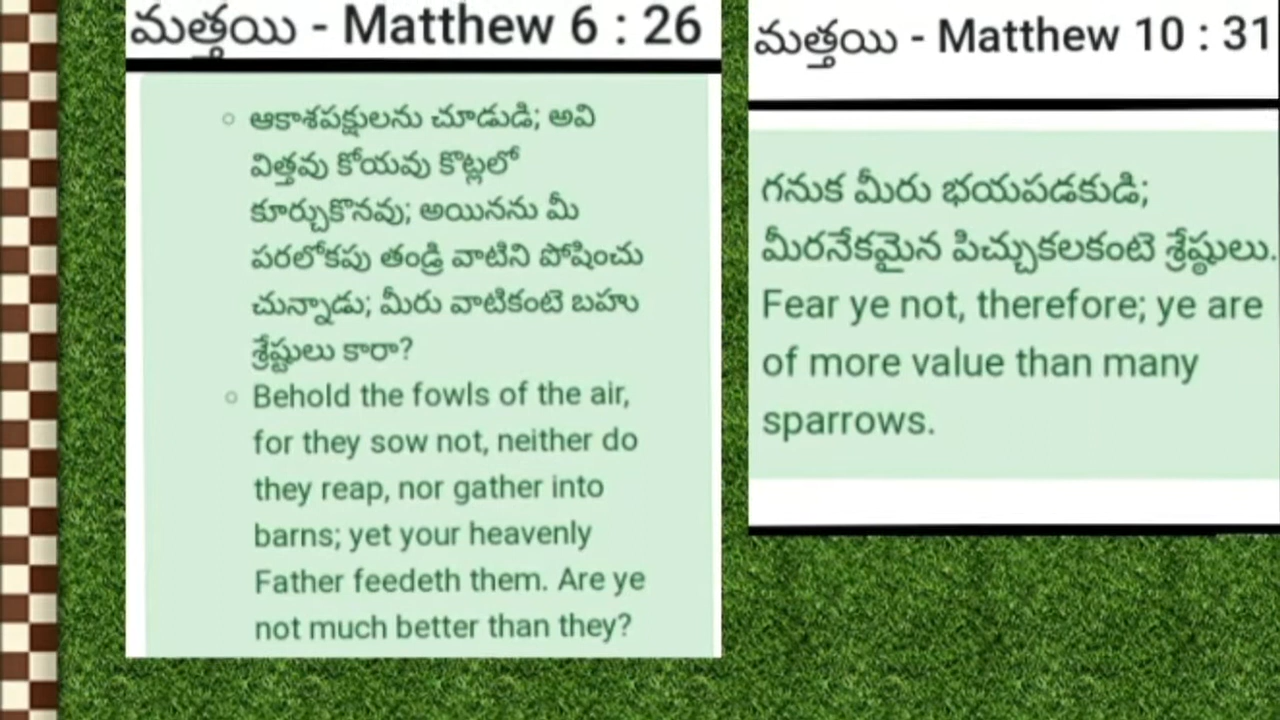 మత్తయి - Matthew 6 : 26
ఆకాశపక్షులను చూడుడి; అవి
విత్తవు కోయవు కొట్లలో
కూర్చుకొనవు; అయినను మీ
పరలోకపు తండ్రి వాటిని పోషించు
చున్నాడు; మీరు వాటికంటె బహు
శ్రేష్టులు కారా?
Behold the fowls of the air,
for they sow not, neither do
they reap, nor gather into
barns; yet your heavenly
Father feedeth them. Are ye
not much better than they?
మత్తయి - Matthew 10 : 31
గనుక మీరు భయపడకుడి;
మీరనేకమైన పిచ్చుకలకంటె శ్రేష్ఠులు.
Fear ye not, therefore; ye are
of more value than many
sparrows.